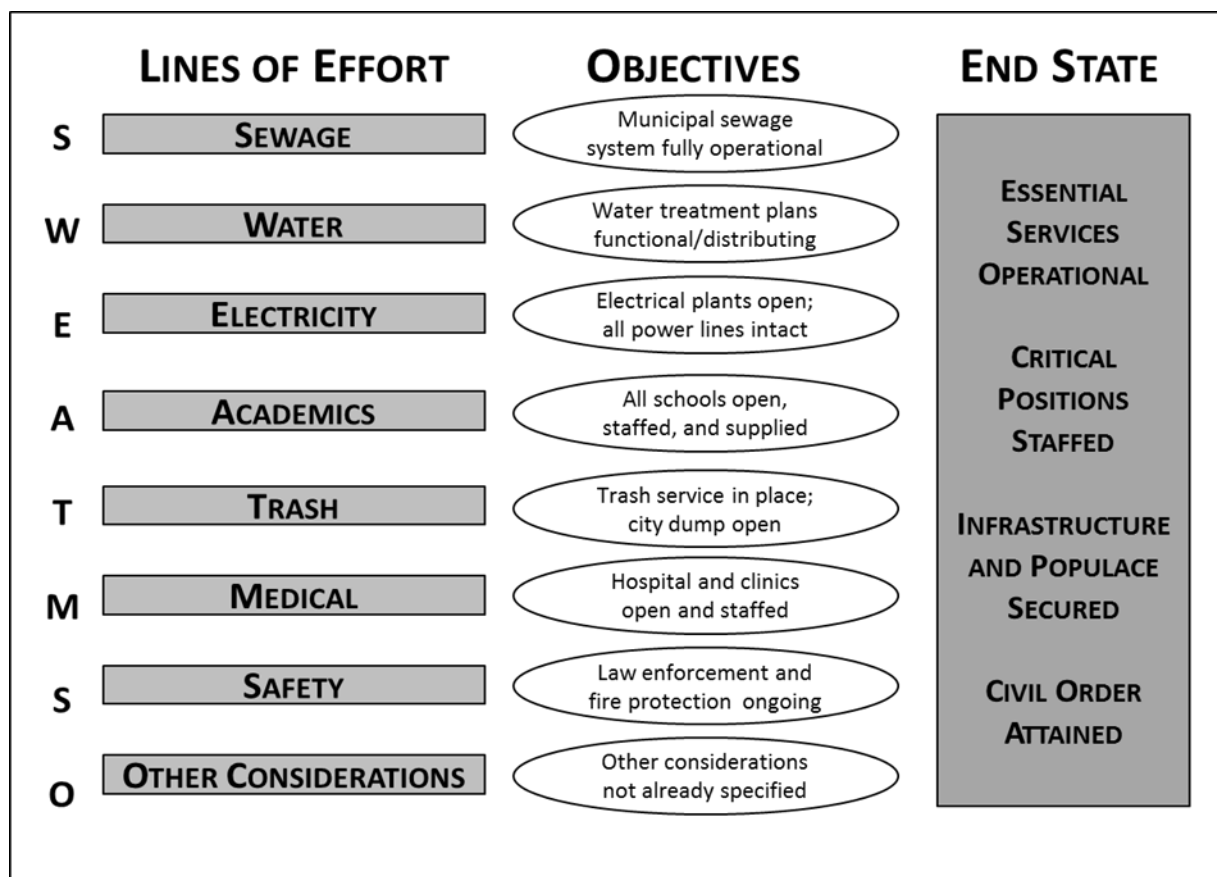 LINES OF EFFORT
OBJECTIVES
END STATE
S
SEWAGE
Municipal sewage
system fully operational
W
WATER
Water treatment plans
functional/distributing
E
ELECTRICITY
Electrical plants open;
all power lines intact
A
ACADEMICS
All schools open,
staffed, and supplied
T
TRASH
Trash service in place;
city dump open
M
MEDICAL
Hospital and clinics
open and staffed
S
SAFETY
Law enforcement and
fire protection ongoing
O
OTHER CONSIDERATIONS
Other considerations
not already specified
ESSENTIAL
SERVICES
OPERATIONAL
CRITICAL
POSITIONS
STAFFED
INFRASTRUCTURE
AND POPULACE
SECURED
CIVIL ORDER
ATTAINED